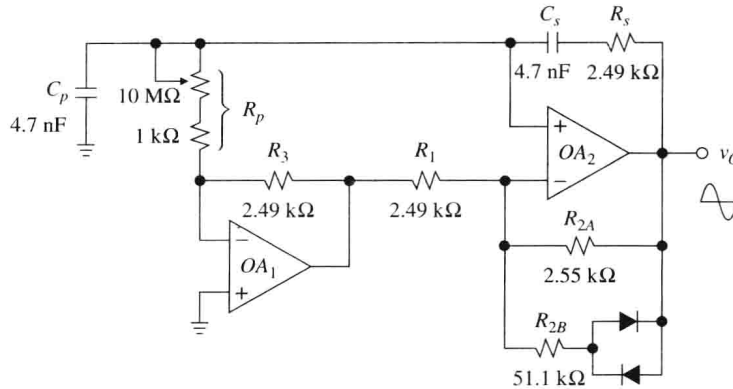 C_s
R_s
4.7 nF
2.49 kΩ
C_p
4.7 nF
10 MΩ
R_p
1 kΩ
R_3
2.49 kΩ
R_1
2.49 kΩ
+
OA_2
−
−
OA_1
+
R_2A
2.55 kΩ
R_2B
51.1 kΩ